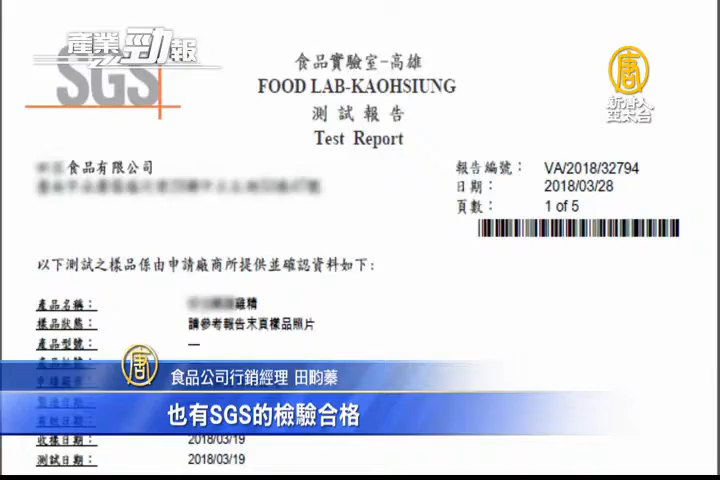 產業勁報
SGS
唐
新唐人
亞太台
食品實驗室-高雄
FOOD LAB-KAOHSIUNG
測試報告
Test Report
食品有限公司
報告編號： VA/2018/32794
日期： 2018/03/28
頁數： 1 of 5
以下測試之樣品係由申請廠商所提供並確認資料如下：
產品名稱： 雞精
樣品狀態： 請參考報告末頁樣品照片
產品型號： —
唐
食品公司行銷經理 田畇蓁
也有SGS的檢驗合格
收樣日期： 2018/03/19
測試日期： 2018/03/19